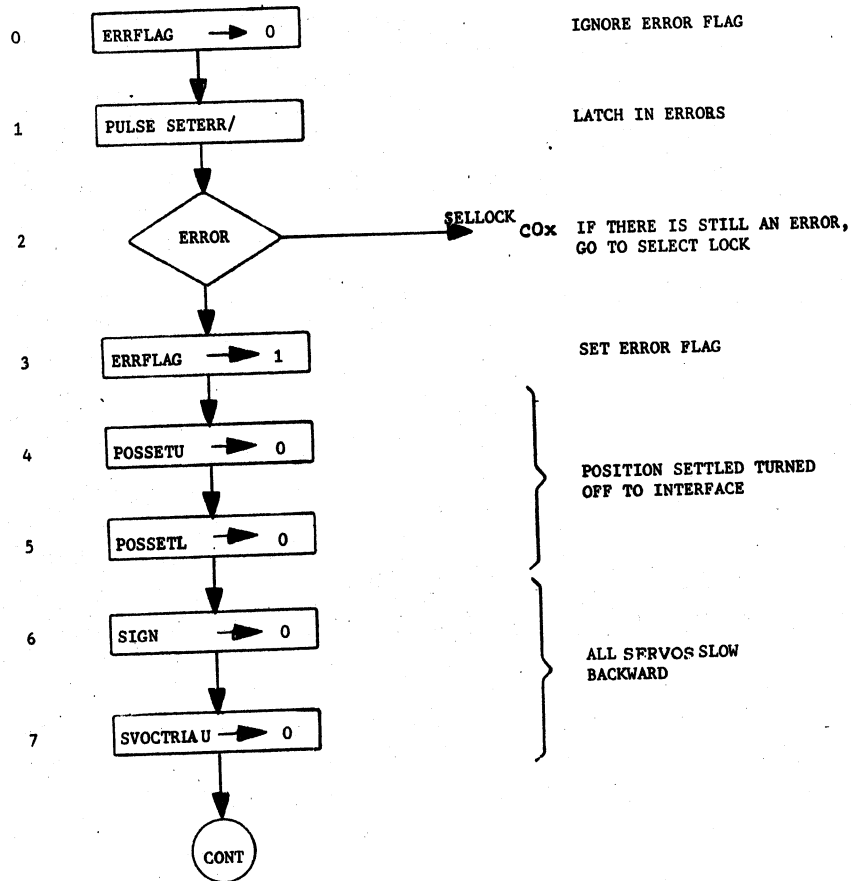 0 ERRFLAG → 0 IGNORE ERROR FLAG
1 PULSE SETERR/ LATCH IN ERRORS
2 ERROR SELLOCK COx IF THERE IS STILL AN ERROR,
GO TO SELECT LOCK
3 ERRFLAG → 1 SET ERROR FLAG
4 POSSETU → 0
POSITION SETTLED TURNED
OFF TO INTERFACE
5 POSSETL → 0
6 SIGN → 0
ALL SERVOS SLOW
BACKWARD
7 SVOCTRIAU → 0
CONT